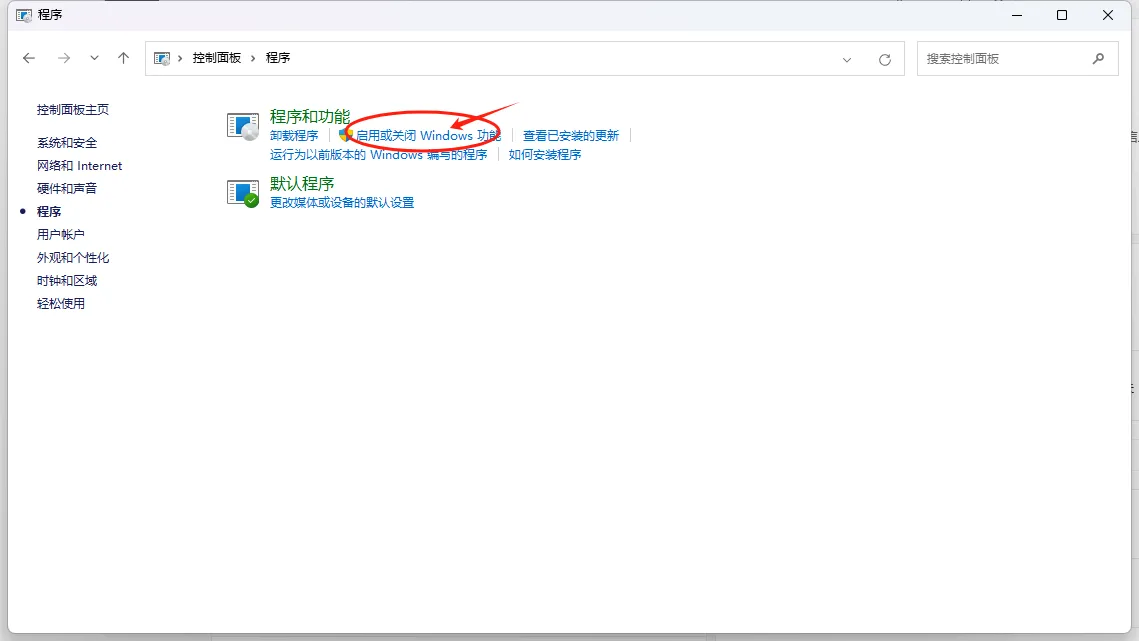 程序
控制面板 程序
搜索控制面板
控制面板主页
系统和安全
网络和 Internet
硬件和声音
程序
用户帐户
外观和个性化
时钟和区域
轻松使用
程序和功能
卸载程序 启用或关闭 Windows 功能 查看已安装的更新
运行为以前版本的 Windows 编写的程序 如何安装程序
默认程序
更改媒体或设备的默认设置